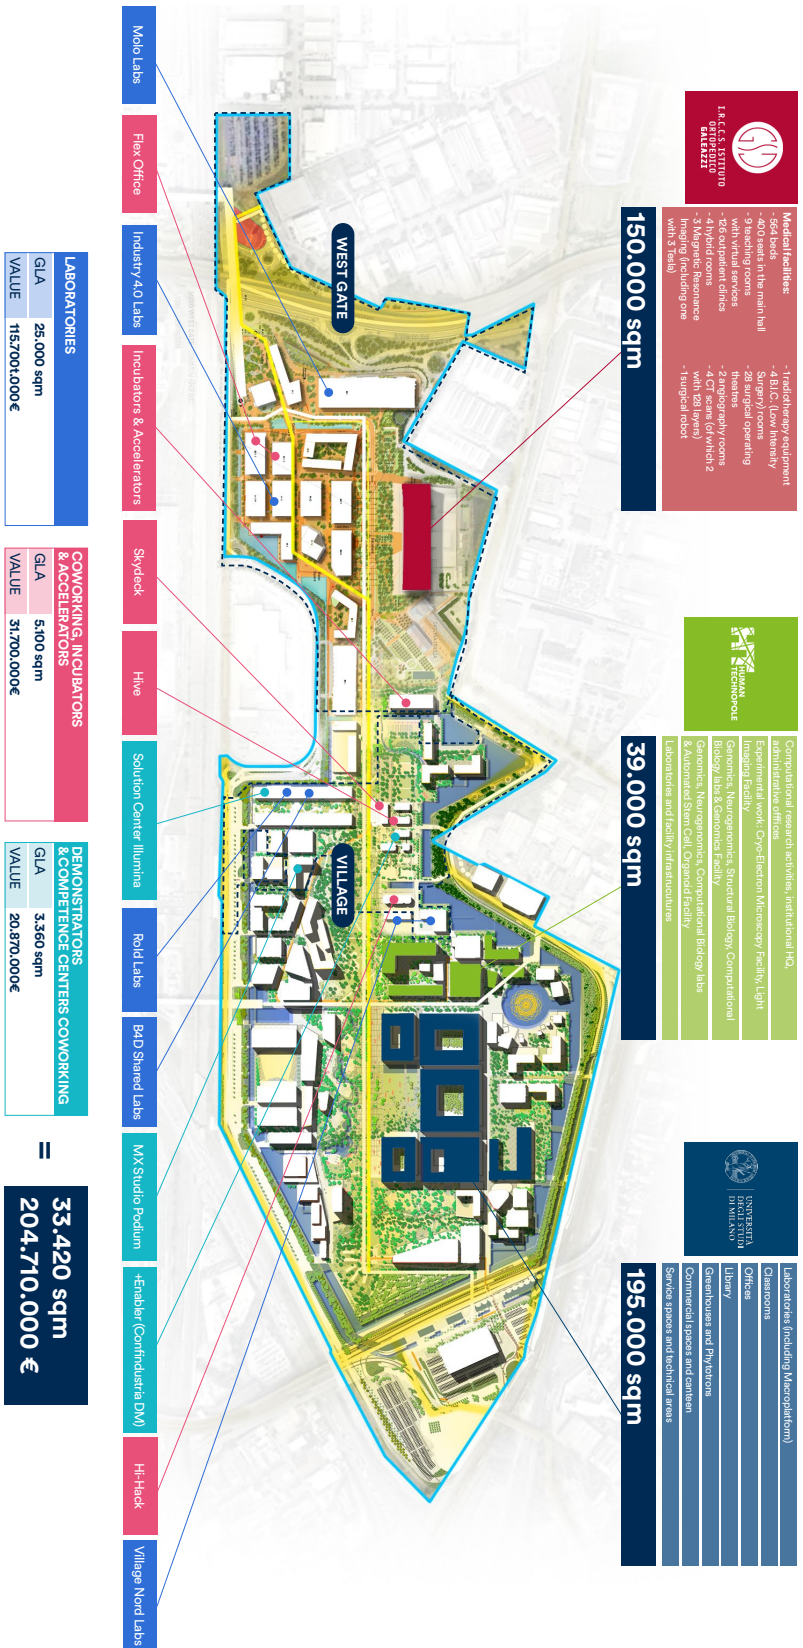 I.R.C.C.S. ISTITUTO
ORTOPEDICO
GALEAZZI
Medical facilities:
- 564 beds
- 400 seats in the main hall
- 9 teaching rooms
with virtual services
- 126 outpatient clinics
- 4 hybrid rooms
- 3 Magnetic Resonance
Imaging (including one
with 3 Tesla)
- 1 radiotherapy equipment
- 4 B.I.C. (Low Intensity
Surgery) rooms
- 28 surgical operating
theatres
- 2 angiography rooms
- 4 CT scans (of which 2
with 128 layers)
- 1 surgical robot
150.000 sqm
HUMAN
TECHNOPOLE
Computational research activities, institutional HQ,
administrative offices
Experimental work: Cryo-Electron Microscopy Facility, Light
Imaging Facility
Genomics, Neurogenomics, Structural Biology, Computational
Biology labs & Genomics Facility
Genomics, Neurogenomics, Computational Biology labs
& Automated Stem Cell, Organoid Facility
Laboratories and facility infrastrucutures
39.000 sqm
UNIVERSITÀ
DEGLI STUDI
DI MILANO
Laboratories (including Macroplatform)
Classrooms
Offices
Library
Greenhouses and Phytotrons
Commercial spaces and canteen
Service spaces and technical areas
195.000 sqm
WEST GATE
VILLAGE
Molo Labs
Flex Office
Industry 4.0 Labs
Incubators & Accelerators
Skydeck
Hive
Solution Center Illumina
Rold Labs
B4D Shared Labs
MX Studio Podium
+Enabler (Confindustria DM)
Hi-Hack
Village Nord Labs
LABORATORIES
GLA 25.000 sqm
VALUE 115.700t.000€
COWORKING, INCUBATORS
& ACCELERATORS
GLA 5.100 sqm
VALUE 31.700.000€
DEMONSTRATORS
& COMPETENCE CENTERS COWORKING
GLA 3.360 sqm
VALUE 20.870.000€
=
33.420 sqm
204.710.000 €